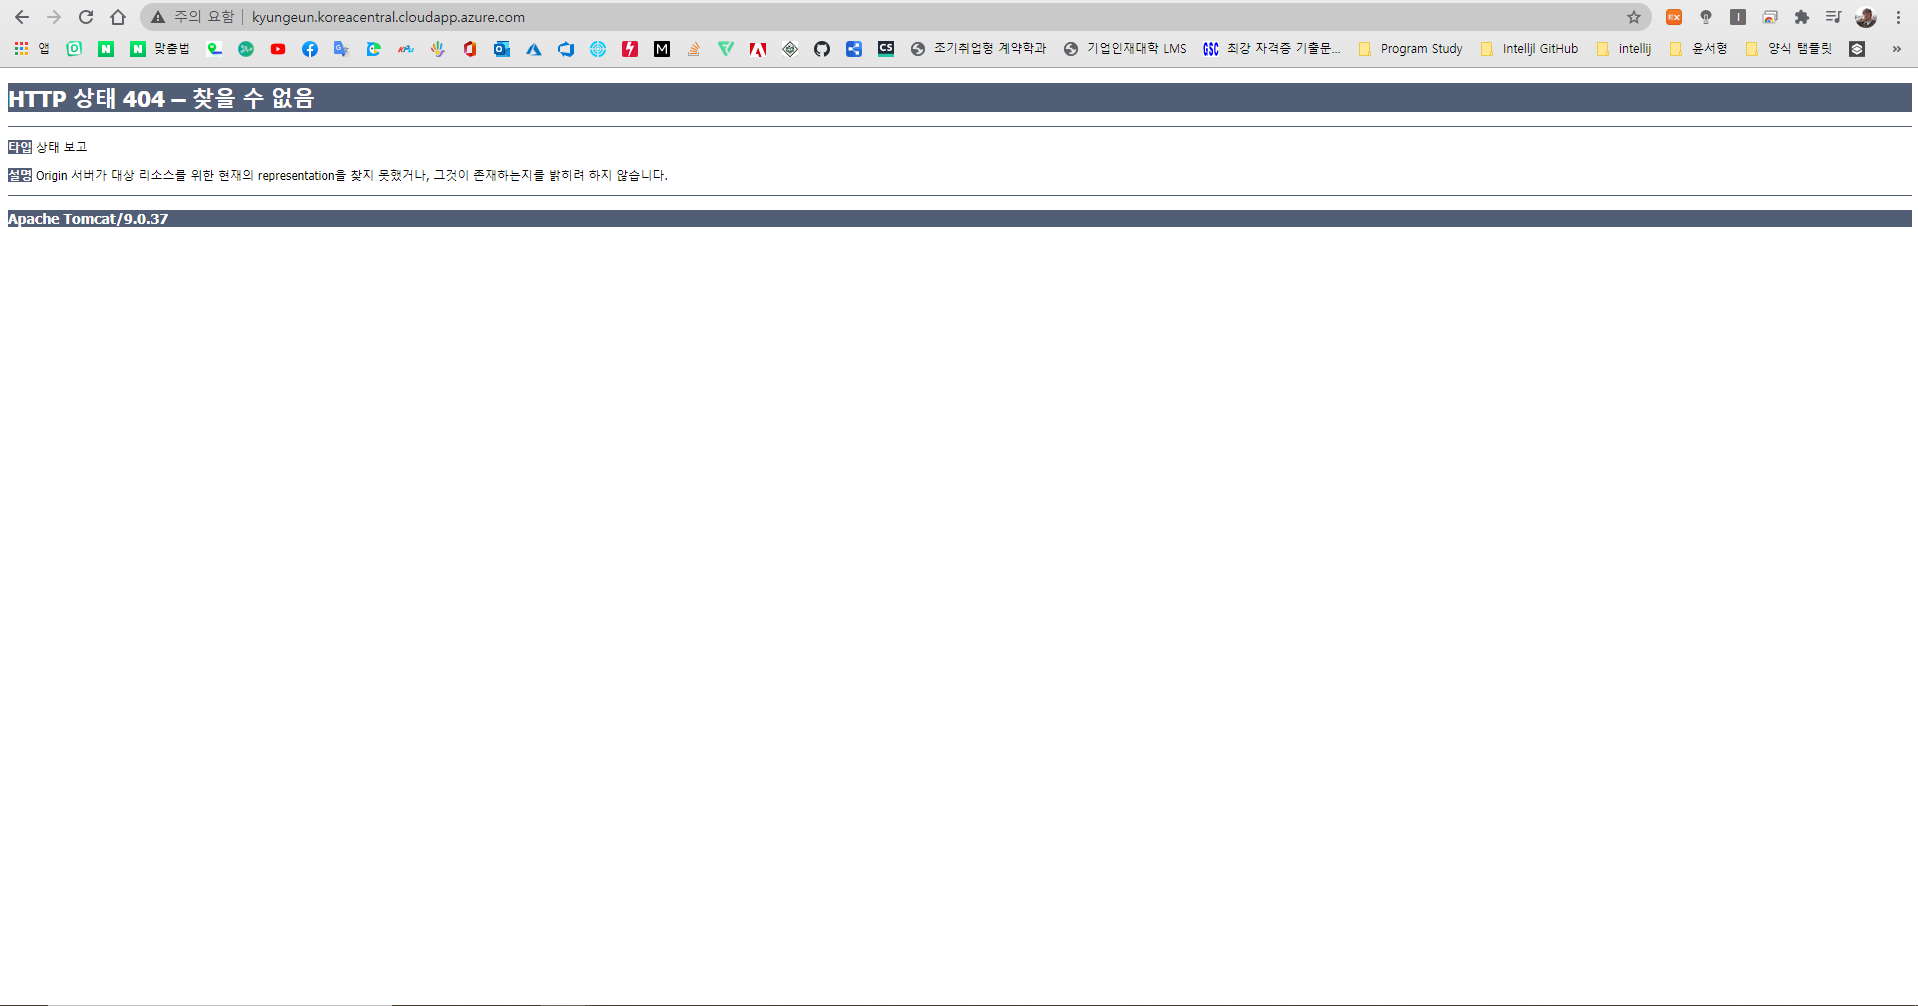 주의 요함 | kyungeun.koreacentral.cloudapp.azure.com
앱 맞춤법 조기취업형 계약학과 기업인재대학 LMS 최강 자격증 기출문... Program Study Intelljl GitHub intellij 윤서형 양식 탬플릿 »
HTTP 상태 404 – 찾을 수 없음
타입 상태 보고
설명 Origin 서버가 대상 리소스를 위한 현재의 representation을 찾지 못했거나, 그것이 존재하는지를 밝히려 하지 않습니다.
Apache Tomcat/9.0.37